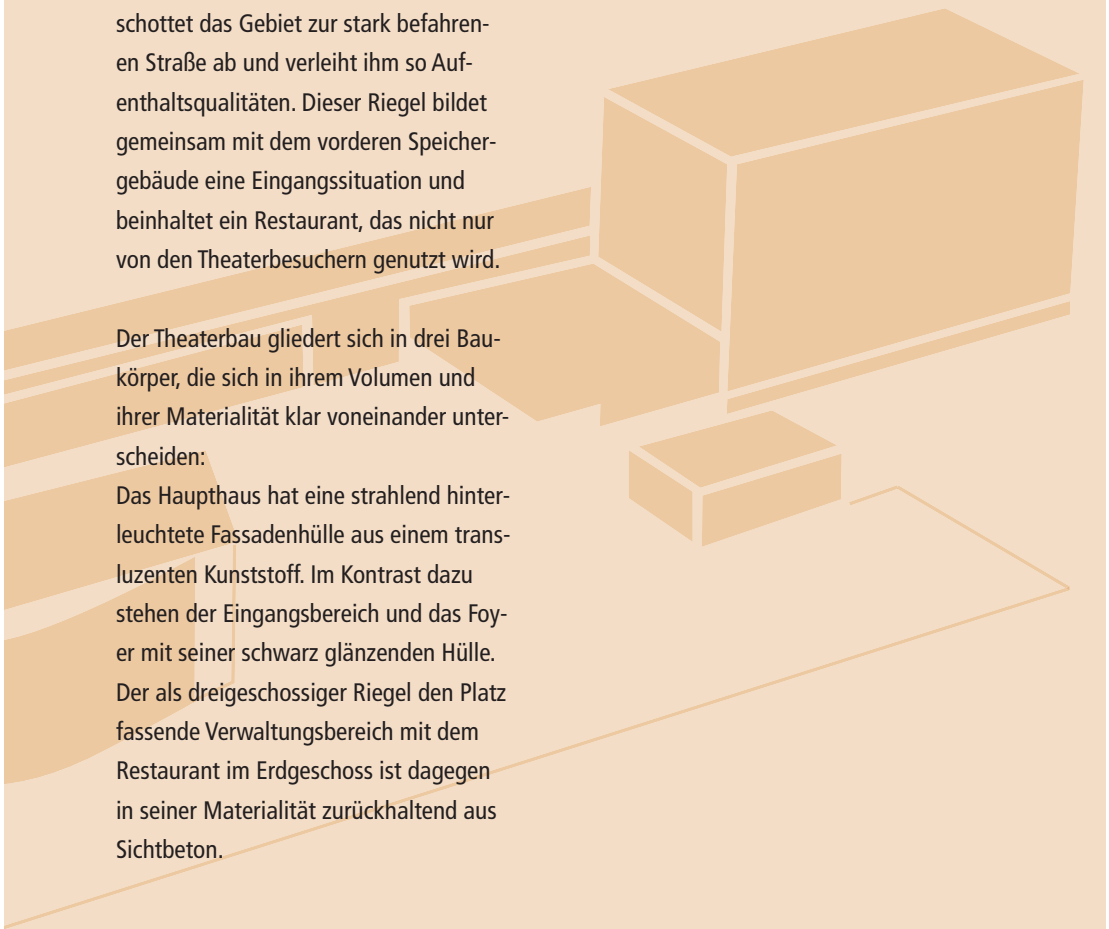 schottet das Gebiet zur stark befahren-
en Straße ab und verleiht ihm so Auf-
enthaltsqualitäten. Dieser Riegel bildet
gemeinsam mit dem vorderen Speicher-
gebäude eine Eingangssituation und
beinhaltet ein Restaurant, das nicht nur
von den Theaterbesuchern genutzt wird.
Der Theaterbau gliedert sich in drei Bau-
körper, die sich in ihrem Volumen und
ihrer Materialität klar voneinander unter-
scheiden:
Das Haupthaus hat eine strahlend hinter-
leuchtete Fassadenhülle aus einem trans-
luzenten Kunststoff. Im Kontrast dazu
stehen der Eingangsbereich und das Foy-
er mit seiner schwarz glänzenden Hülle.
Der als dreigeschossiger Riegel den Platz
fassende Verwaltungsbereich mit dem
Restaurant im Erdgeschoss ist dagegen
in seiner Materialität zurückhaltend aus
Sichtbeton.